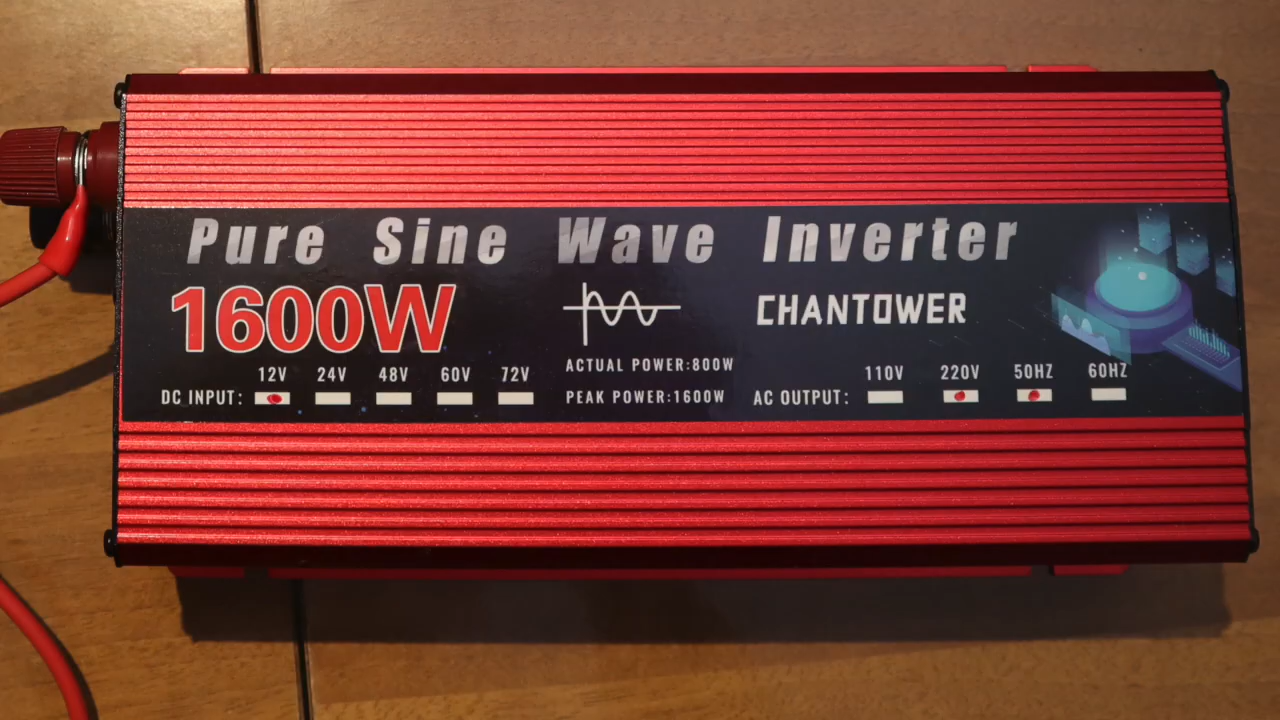 Pure Sine Wave Inverter
1600W
CHANTOWER
ACTUAL POWER:800W
PEAK POWER:1600W
12V 24V 48V 60V 72V
DC INPUT:
110V 220V 50HZ 60HZ
AC OUTPUT: